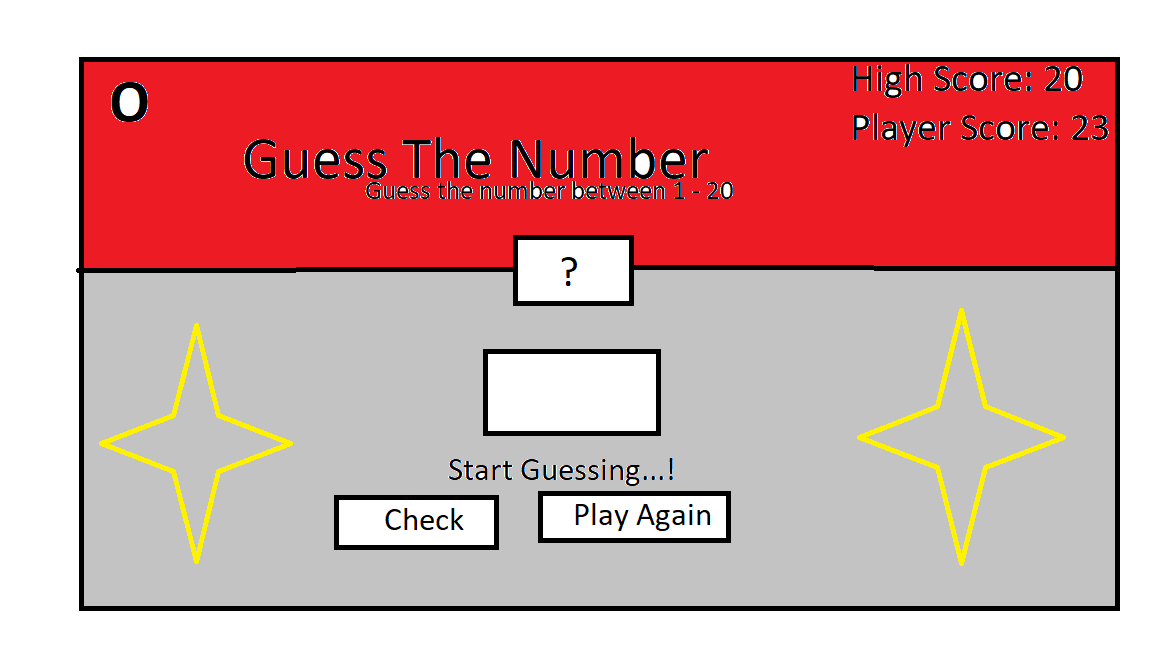 O
High Score: 20
Player Score: 23
Guess The Number
Guess the number between 1 - 20
?
Start Guessing...!
Check
Play Again